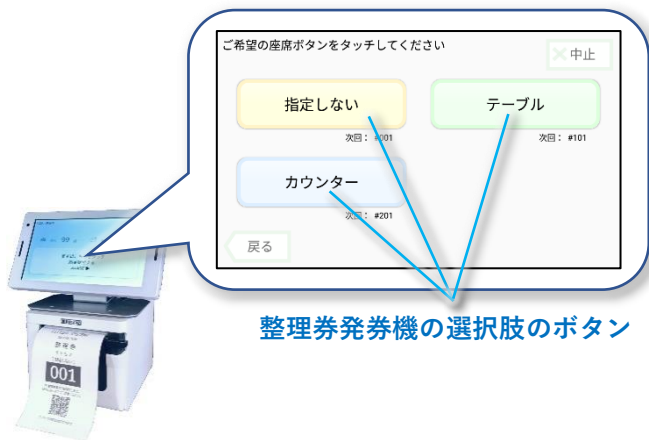 ご希望の座席ボタンをタッチしてください
中止
指定しない
テーブル
次回： #001
次回： #101
カウンター
次回： #201
戻る
整理券発券機の選択肢のボタン
整理券
001